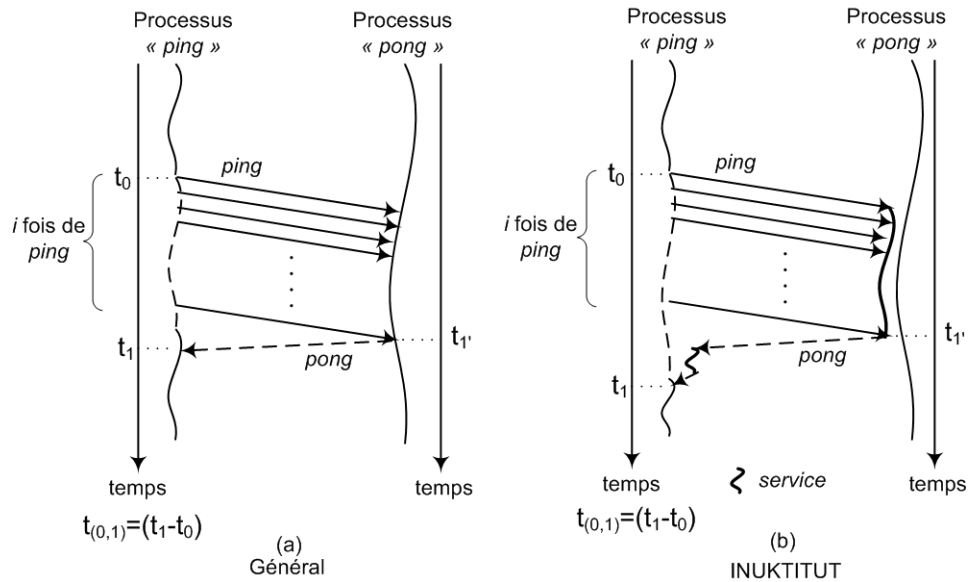 Processus
« ping »
Processus
« pong »
t0
ping
i fois de
ping
t1
pong
t1'
temps
temps
t(0,1)=(t1-t0)
(a)
Général
Processus
« ping »
Processus
« pong »
t0
ping
i fois de
ping
t1'
pong
t1
temps
service
temps
t(0,1)=(t1-t0)
(b)
INUKTITUT